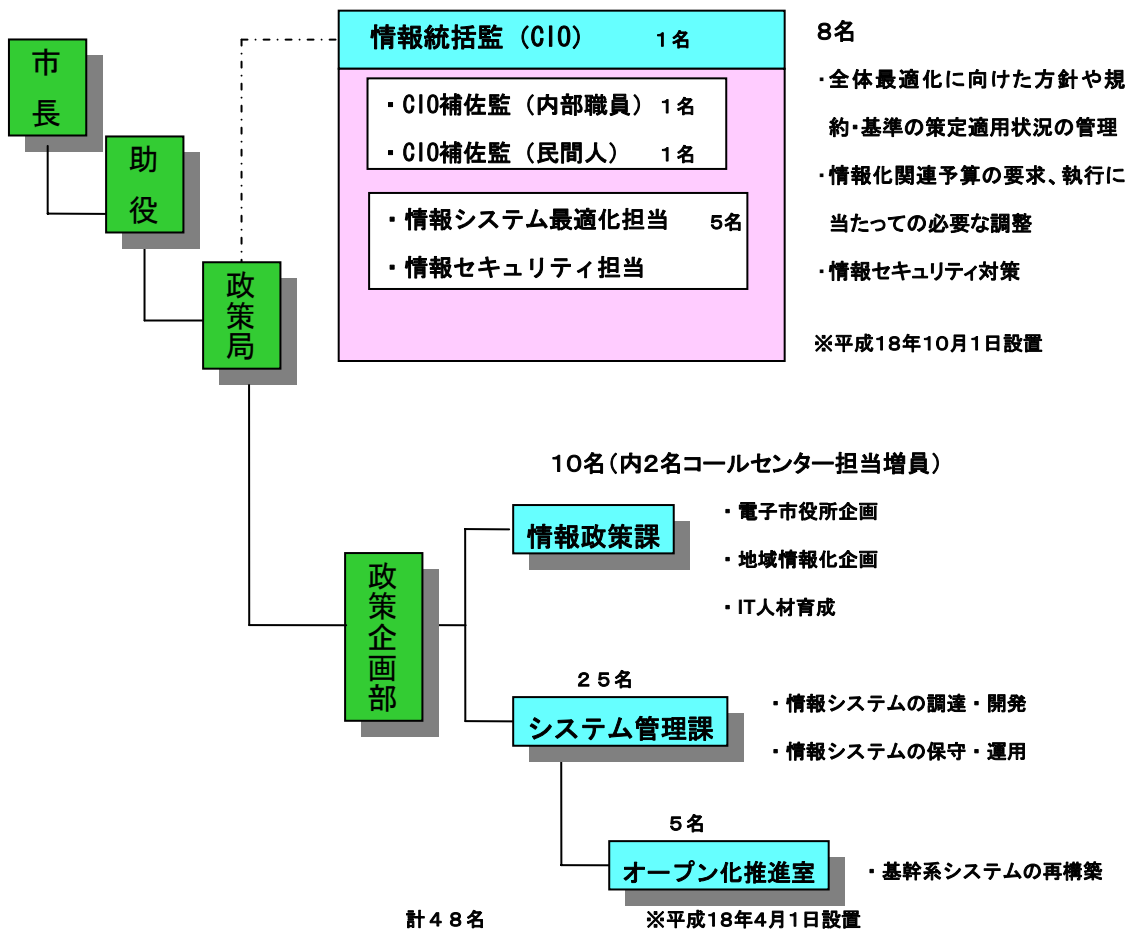 市長
助役
政策局
情報統括監（CIO）　１名
・CIO補佐監（内部職員）１名
・CIO補佐監（民間人）　１名
・情報システム最適化担当　５名
・情報セキュリティ担当
８名
・全体最適化に向けた方針や規
約・基準の策定適用状況の管理
・情報化関連予算の要求、執行に
当たっての必要な調整
・情報セキュリティ対策
※平成１８年１０月１日設置
政策企画部
１０名（内２名コールセンター担当増員）
情報政策課
・電子市役所企画
・地域情報化企画
・IT人材育成
２５名
システム管理課
・情報システムの調達・開発
・情報システムの保守・運用
５名
オープン化推進室
・基幹系システムの再構築
計４８名
※平成１８年４月１日設置